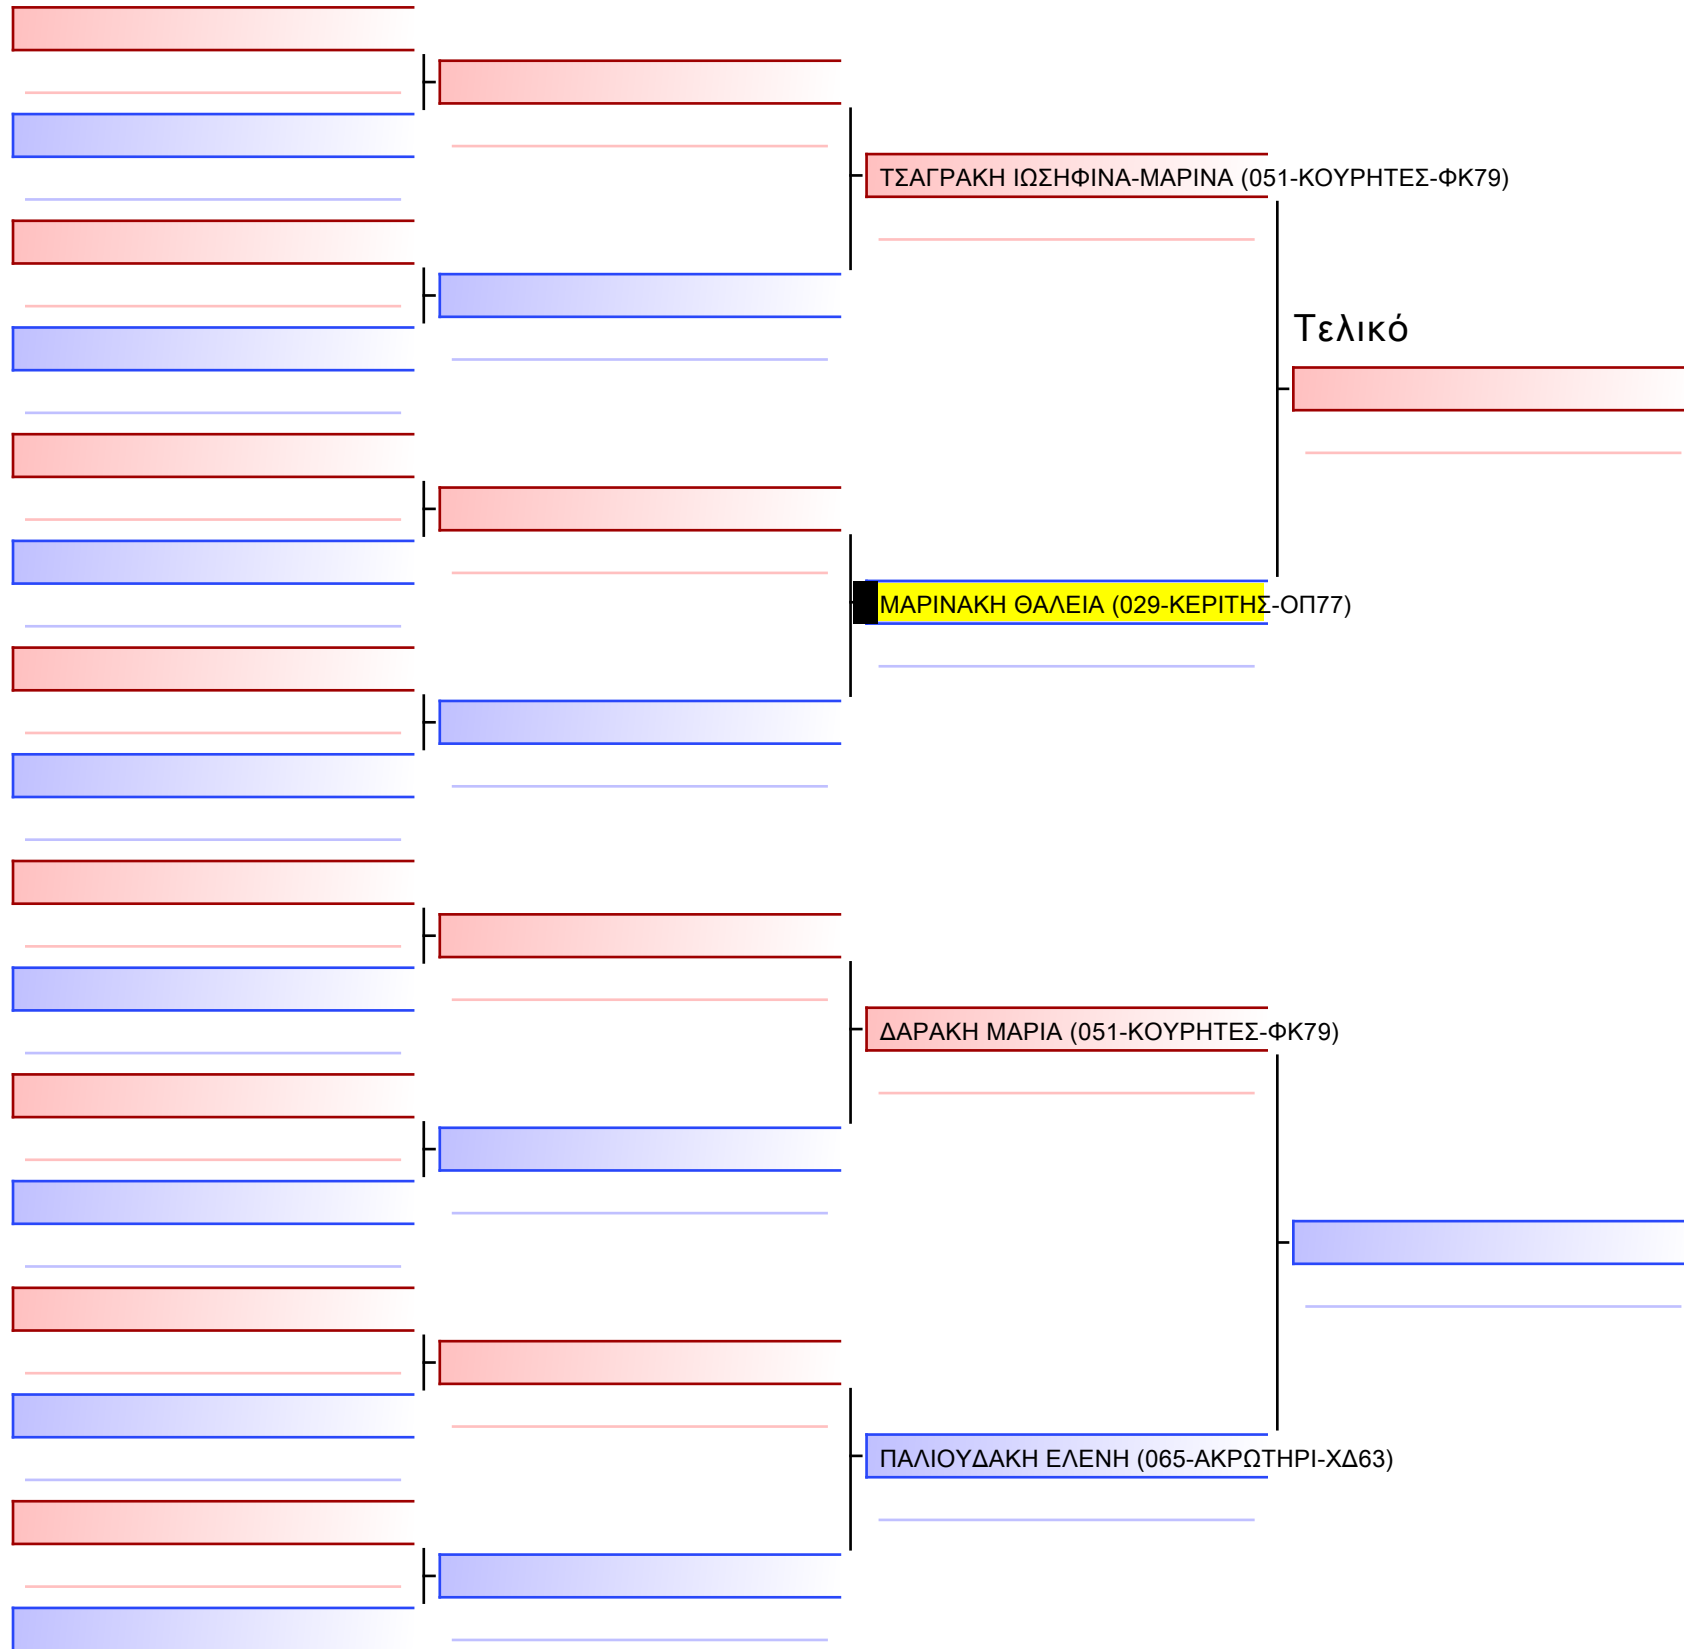 ΤΣΑΓΡΑΚΗ ΙΩΣΗΦΙΝΑ-ΜΑΡΙΝΑ (051-ΚΟΥΡΗΤΕΣ-ΦΚ79)
Τελικό
ΜΑΡΙΝΑΚΗ ΘΑΛΕΙΑ (029-ΚΕΡΙΤΗΣ-ΟΠ77)
ΔΑΡΑΚΗ ΜΑΡΙΑ (051-ΚΟΥΡΗΤΕΣ-ΦΚ79)
ΠΑΛΙΟΥΔΑΚΗ ΕΛΕΝΗ (065-ΑΚΡΩΤΗΡΙ-ΧΔ63)